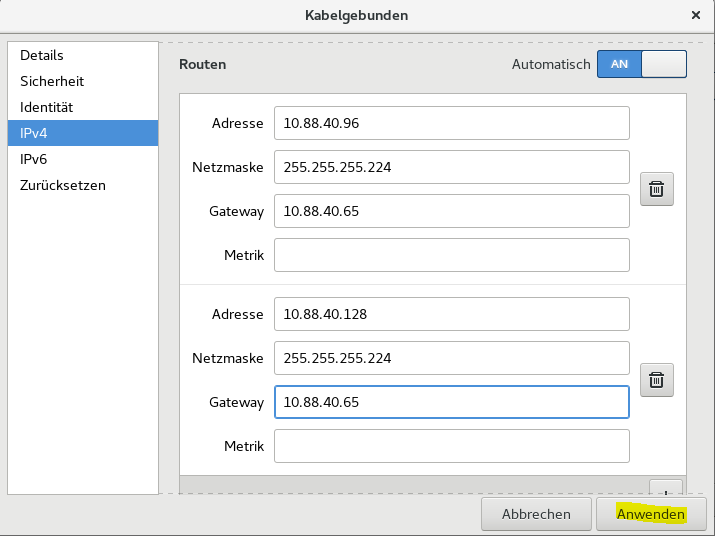 Kabelgebunden
Details
Sicherheit
Identität
IPv4
IPv6
Zurücksetzen
Routen
Automatisch
AN
Adresse 10.88.40.96
Netzmaske 255.255.255.224
Gateway 10.88.40.65
Metrik
Adresse 10.88.40.128
Netzmaske 255.255.255.224
Gateway 10.88.40.65
Metrik
Abbrechen
Anwenden